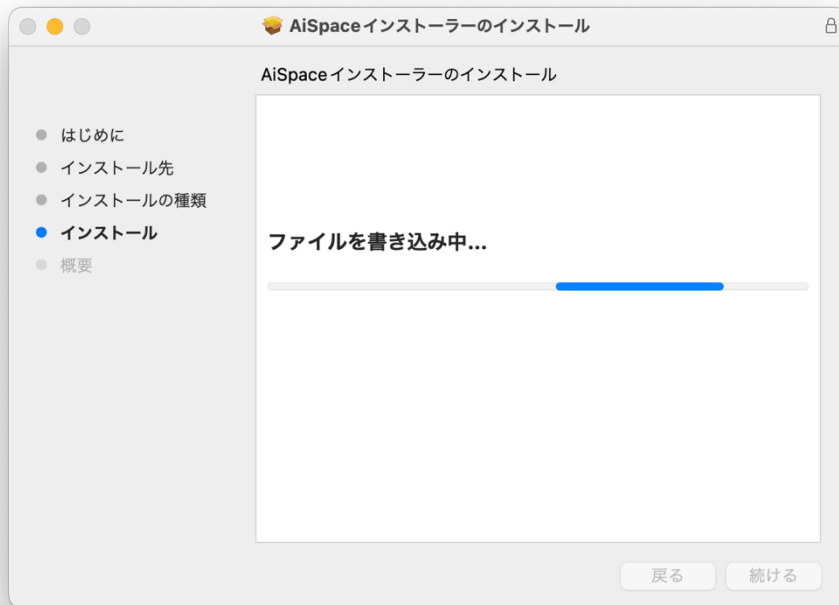 AiSpaceインストーラーのインストール
AiSpaceインストーラーのインストール
はじめに
インストール先
インストールの種類
インストール
概要
ファイルを書き込み中...
戻る
続ける